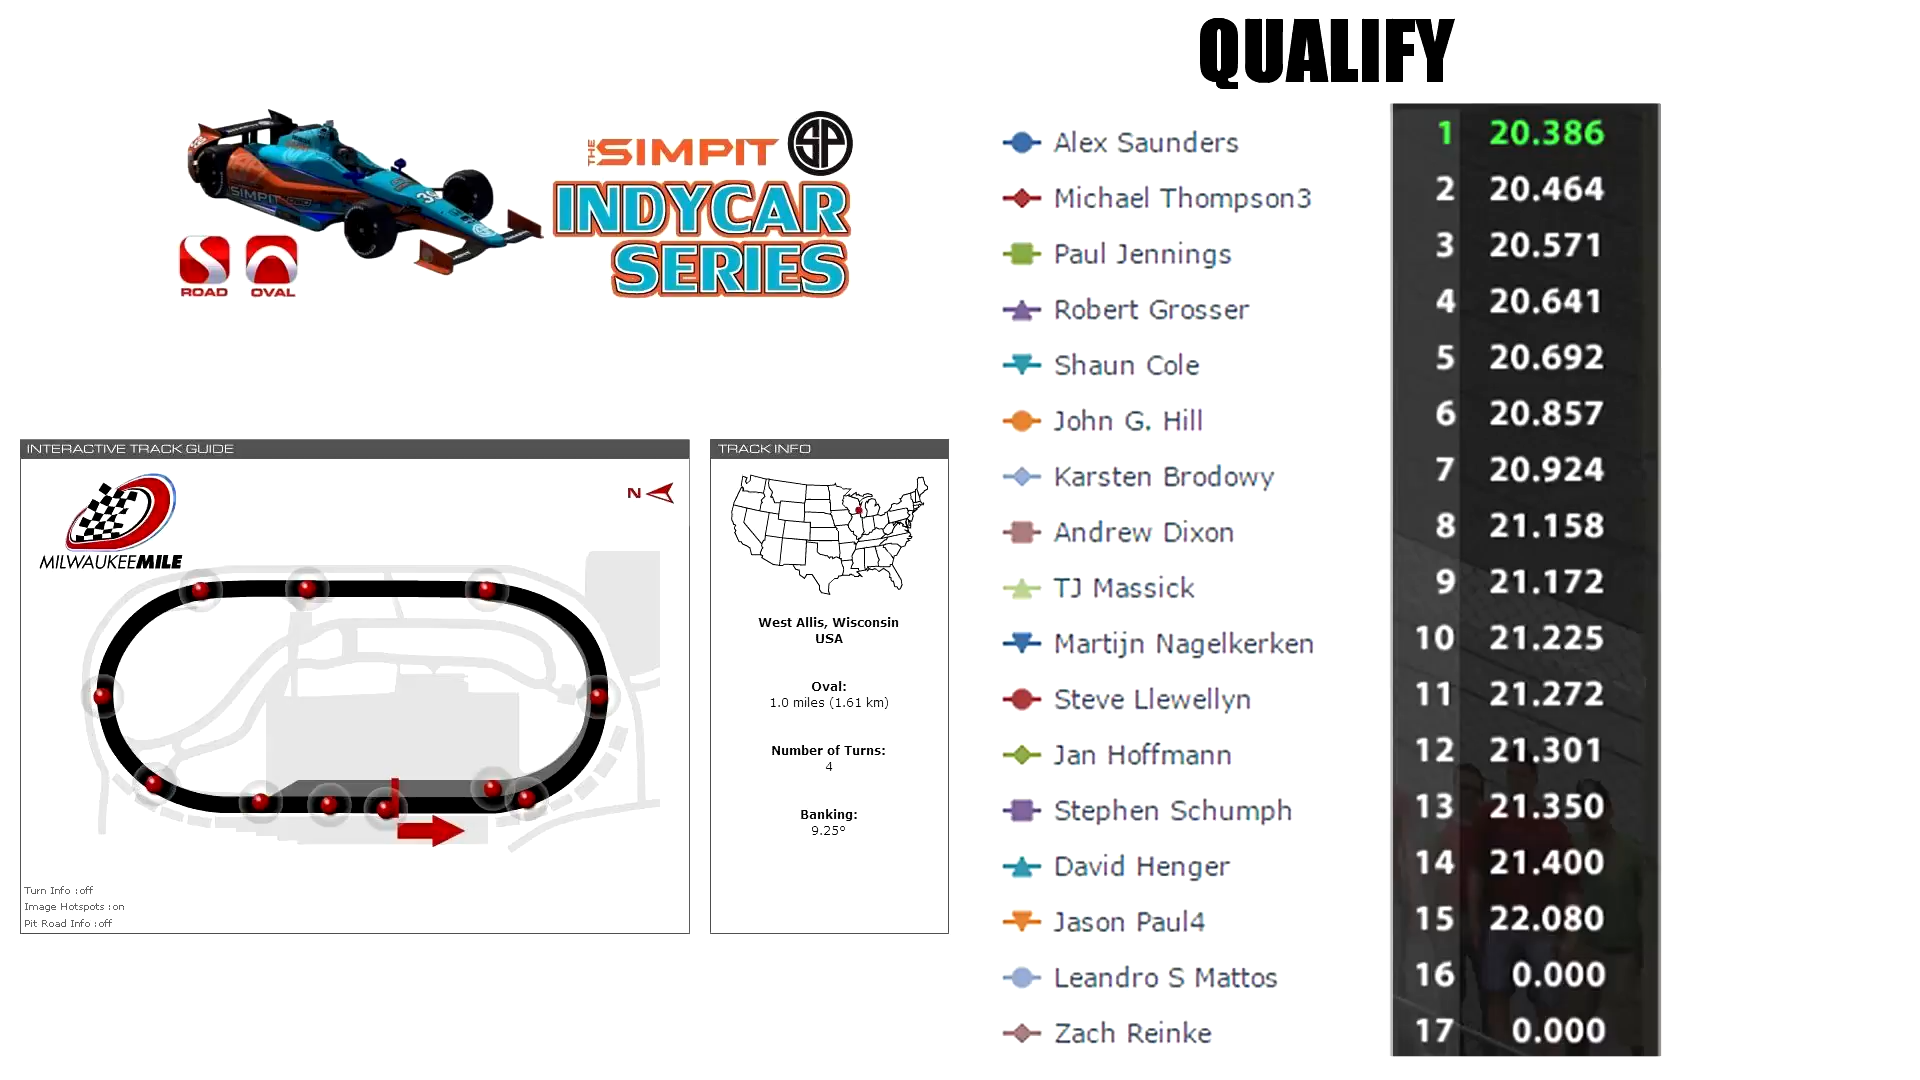 QUALIFY
THE SIMPIT SP
INDYCAR
SERIES
SIMPIT
39
ROAD OVAL
INTERACTIVE TRACK GUIDE
N
MILWAUKEEMILE
Turn Info :off
Image Hotspots :on
Pit Road Info :off
TRACK INFO
West Allis, Wisconsin
USA
Oval:
1.0 miles (1.61 km)
Number of Turns:
4
Banking:
9.25°
Alex Saunders 1 20.386
Michael Thompson3 2 20.464
Paul Jennings 3 20.571
Robert Grosser 4 20.641
Shaun Cole 5 20.692
John G. Hill 6 20.857
Karsten Brodowy 7 20.924
Andrew Dixon 8 21.158
TJ Massick 9 21.172
Martijn Nagelkerken 10 21.225
Steve Llewellyn 11 21.272
Jan Hoffmann 12 21.301
Stephen Schumph 13 21.350
David Henger 14 21.400
Jason Paul4 15 22.080
Leandro S Mattos 16 0.000
Zach Reinke 17 0.000